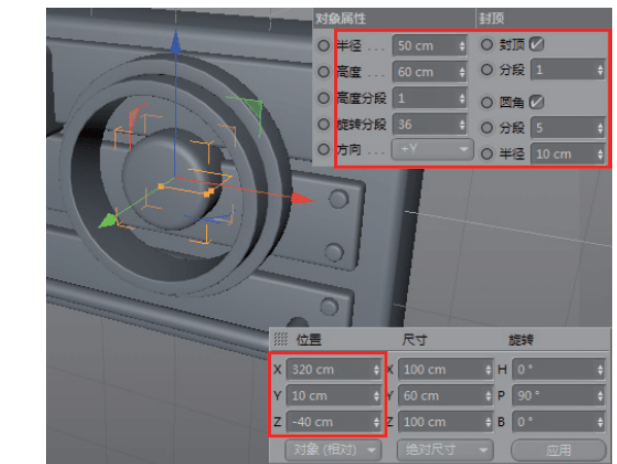 对象属性 封顶
半径 . . . 50 cm 封顶
高度 . . . 60 cm 分段 1
高度分段 1 圆角
旋转分段 36 分段 5
方向 . . . +Y 半径 10 cm
位置 尺寸 旋转
X 320 cm X 100 cm H 0°
Y 10 cm Y 60 cm P 90°
Z -40 cm Z 100 cm B 0°
对象 (相对) 绝对尺寸 应用